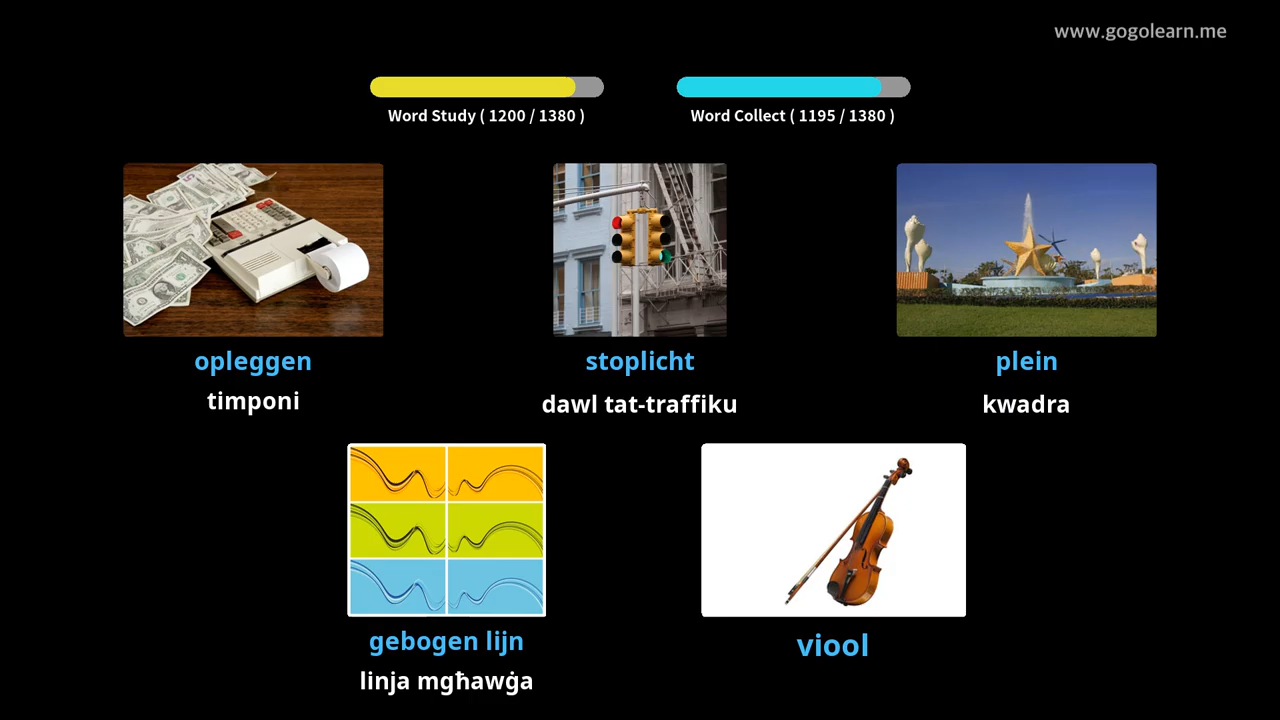 www.gogolearn.me
Word Study ( 1200 / 1380 )
Word Collect ( 1195 / 1380 )
opleggen
timponi
stoplicht
dawl tat-traffiku
plein
kwadra
gebogen lijn
linja mgħawġa
viool